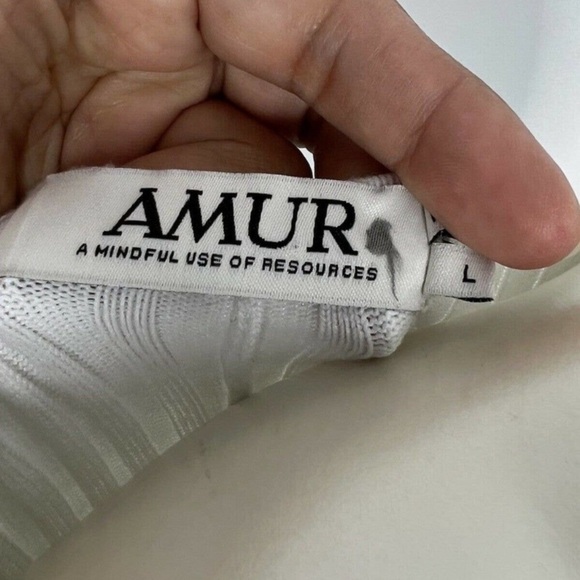 AMUR
A MINDFUL USE OF RESOURCES
L